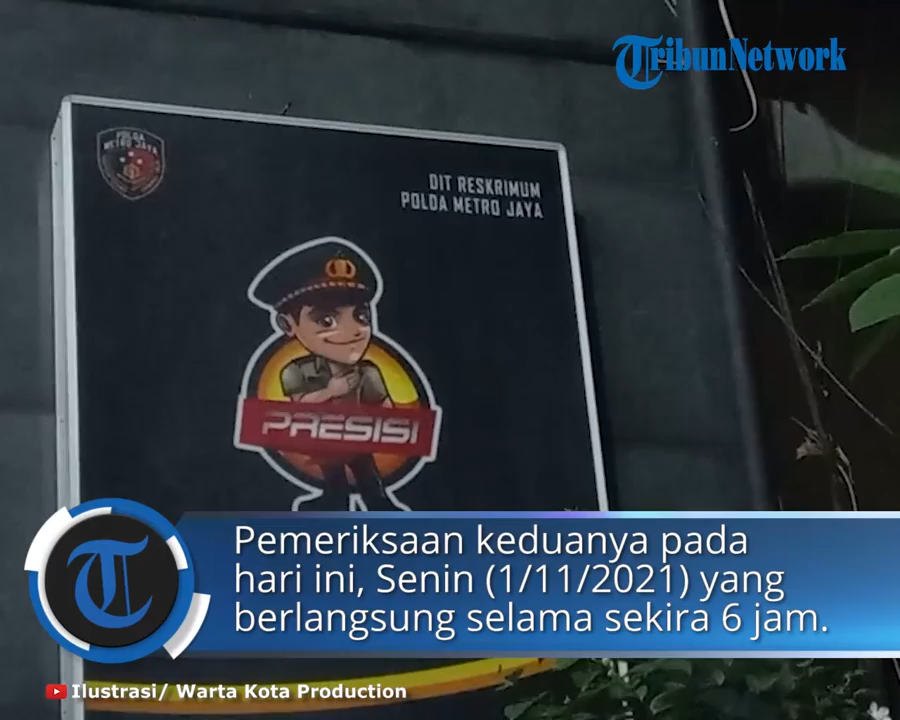 TribunNetwork
POLDA
METRO JAYA
DIT RESKRIMUM
POLDA METRO JAYA
PRESISI
Pemeriksaan keduanya pada
hari ini, Senin (1/11/2021) yang
berlangsung selama sekira 6 jam.
T
Ilustrasi/ Warta Kota Production